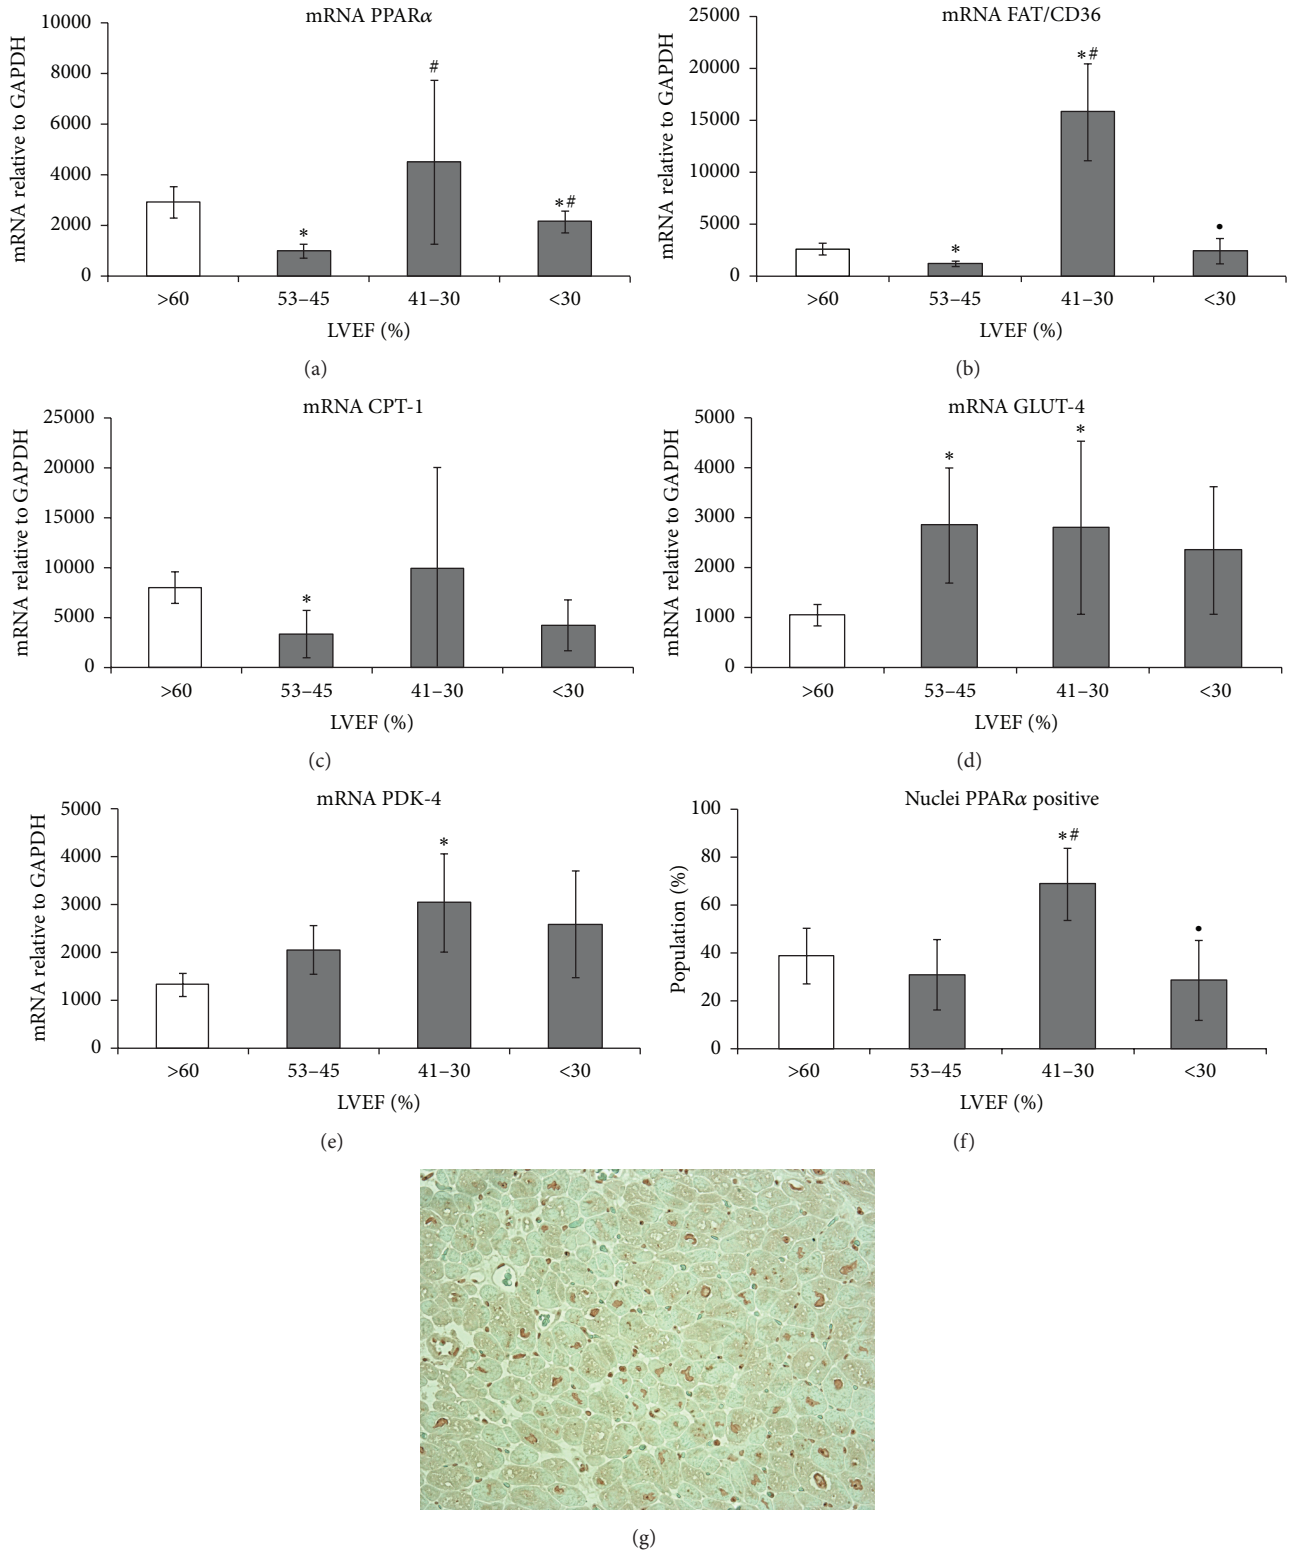 mRNA PPARα
mRNA relative to GAPDH
10000
8000
6000
4000
2000
0
#
*
*#
>60
53–45
41–30
<30
LVEF (%)
(a)
mRNA FAT/CD36
mRNA relative to GAPDH
25000
20000
15000
10000
5000
0
*
*#
•
>60
53–45
41–30
<30
LVEF (%)
(b)
mRNA CPT-1
mRNA relative to GAPDH
25000
20000
15000
10000
5000
0
*
>60
53–45
41–30
<30
LVEF (%)
(c)
mRNA GLUT-4
mRNA relative to GAPDH
5000
4000
3000
2000
1000
0
*
*
>60
53–45
41–30
<30
LVEF (%)
(d)
mRNA PDK-4
mRNA relative to GAPDH
5000
4000
3000
2000
1000
0
*
>60
53–45
41–30
<30
LVEF (%)
(e)
Nuclei PPARα positive
Population (%)
100
80
60
40
20
0
*#
•
>60
53–45
41–30
<30
LVEF (%)
(f)
(g)